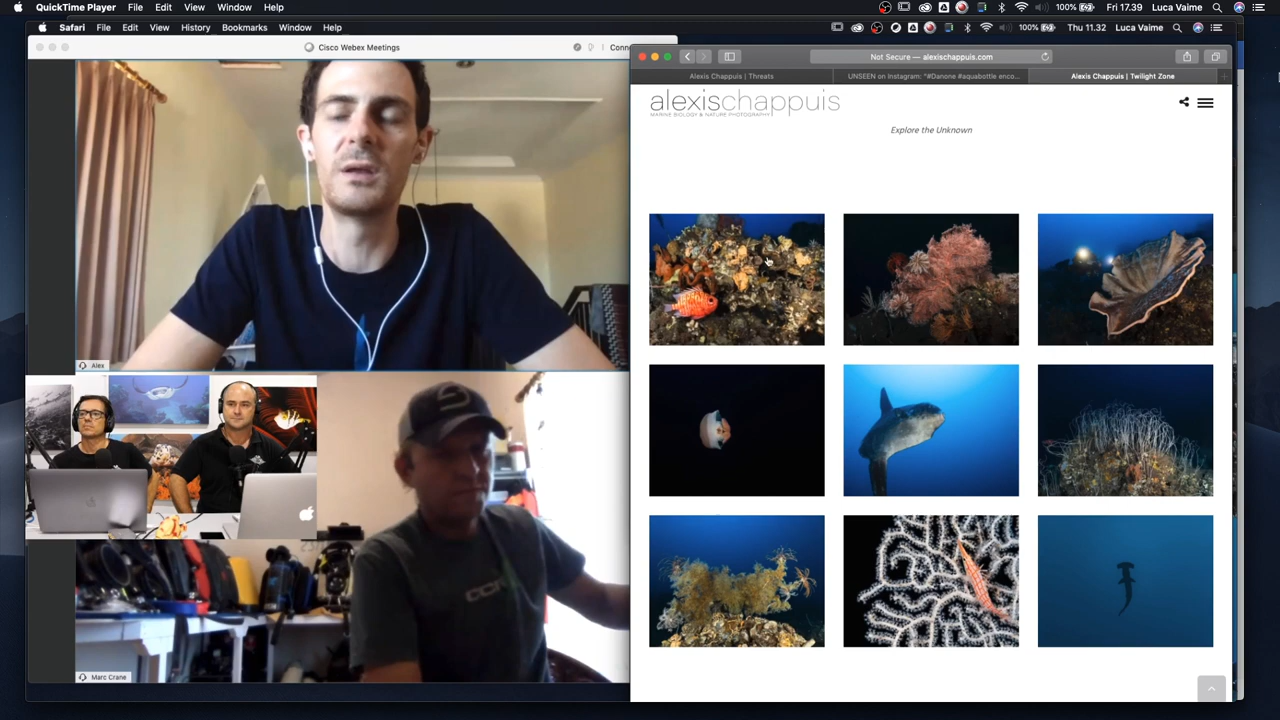 QuickTime Player File Edit View Window Help 100% Fri 17.39 Luca Vaime
Safari File Edit View History Bookmarks Window Help 100% Thu 11.32 Luca Vaime
Cisco Webex Meetings
Conne
Not Secure — alexischappuis.com
Alexis Chappuis | Threats
UNSEEN on Instagram: "#Danone #aquabottle enco...
Alexis Chappuis | Twilight Zone
alexischappuis
MARINE BIOLOGY & NATURE PHOTOGRAPHY
Explore the Unknown
Alex
Marc Crane